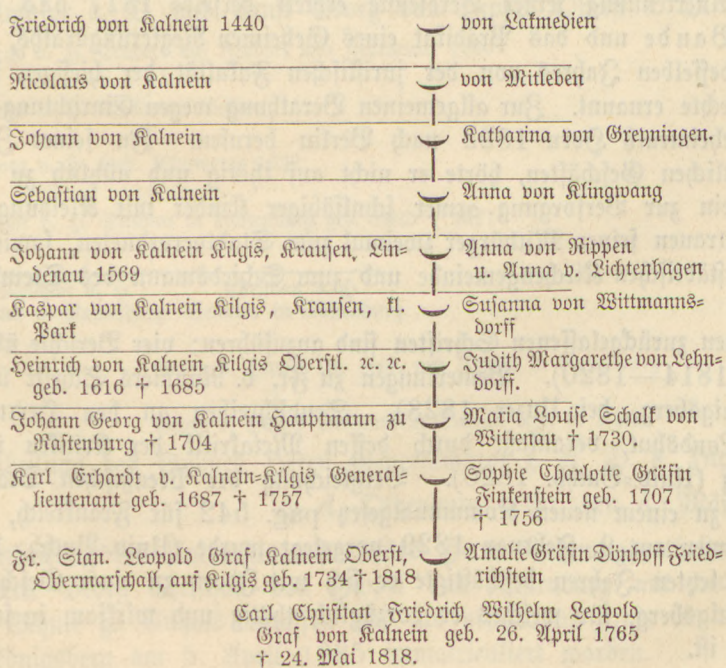 Friedrich von Kalnein 1440 von Lakmedien
Nicolaus von Kalnein von Mitleben
Johann von Kalnein Katharina von Greyningen.
Sebastian von Kalnein Anna von Klingwang
Johann von Kalnein Kilgis, Krausen, Lin-
denau 1569
Anna von Rippen
u. Anna v. Lichtenhagen
Kaspar von Kalnein Kilgis, Krausen, kl.
Park
Susanna von Wittmanns-
dorff
Heinrich von Kalnein Kilgis Oberstl. ꝛc. ꝛc.
geb. 1616 † 1685
Judith Margarethe von Lehn-
dorff.
Johann Georg von Kalnein Hauptmann zu
Rastenburg † 1704
Maria Louise Schalk von
Wittenau † 1730.
Karl Erhardt v. Kalnein-Kilgis General-
lieutenant geb. 1687 † 1757
Sophie Charlotte Gräfin
Finkenstein geb. 1707
† 1756
Fr. Stan. Leopold Graf Kalnein Oberst,
Obermarschall, auf Kilgis geb. 1734 † 1818
Amalie Gräfin Dönhoff Fried-
richstein
Carl Christian Friedrich Wilhelm Leopold
Graf von Kalnein geb. 26. April 1765
† 24. Mai 1818.